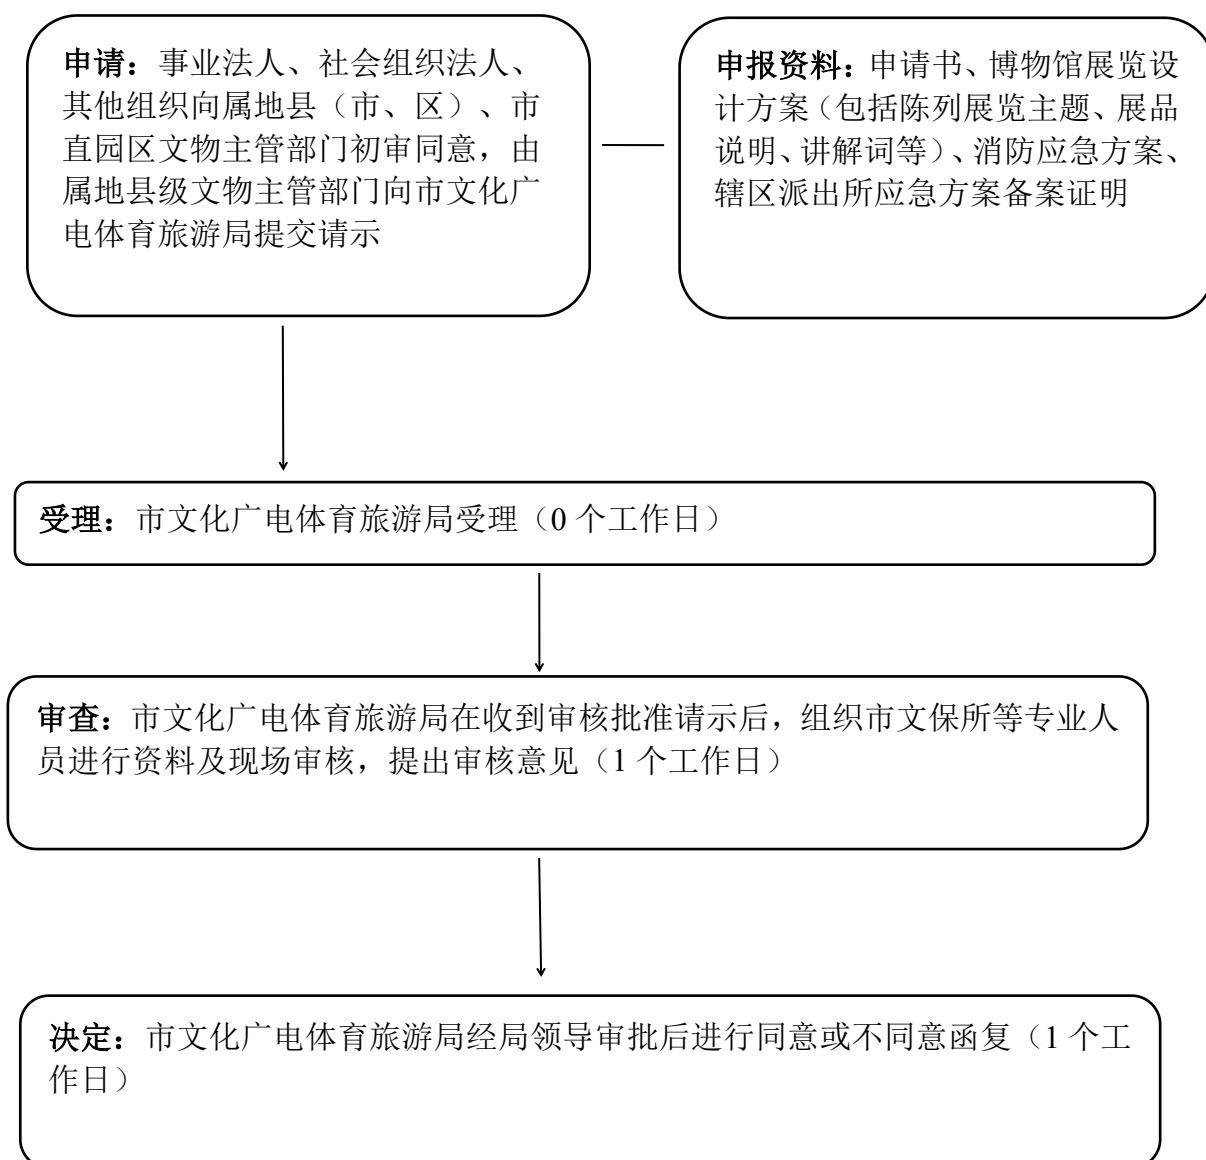 申请：事业法人、社会组织法人、
其他组织向属地县（市、区）、市
直园区文物主管部门初审同意，由
属地县级文物主管部门向市文化广
电体育旅游局提交请示
申报资料：申请书、博物馆展览设
计方案（包括陈列展览主题、展品
说明、讲解词等）、消防应急方案、
辖区派出所应急方案备案证明
受理：市文化广电体育旅游局受理（0 个工作日）
审查：市文化广电体育旅游局在收到审核批准请示后，组织市文保所等专业人
员进行资料及现场审核，提出审核意见（1 个工作日）
决定：市文化广电体育旅游局经局领导审批后进行同意或不同意函复（1 个工
作日）